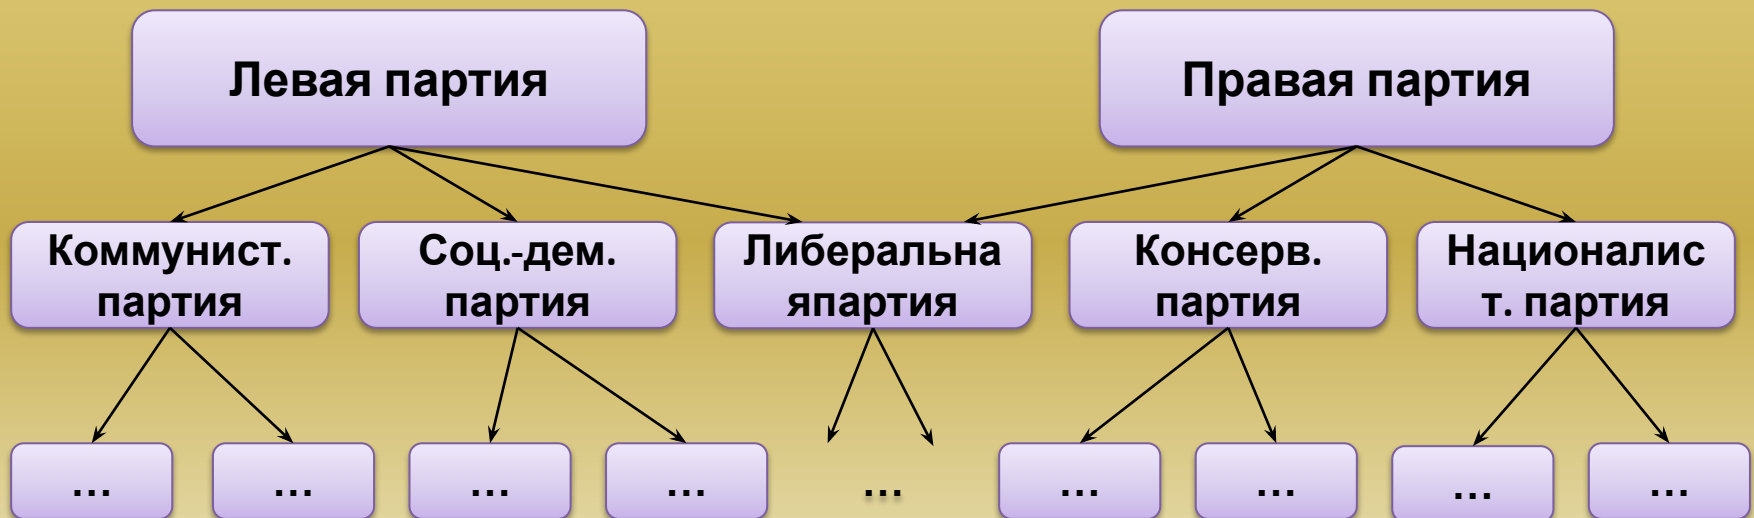 Левая партия
Правая партия
Коммунист.
партия
Соц.-дем.
партия
Либеральна
япартия
Консерв.
партия
Националис
т. партия
...
...
...
...
...
...
...
...
...